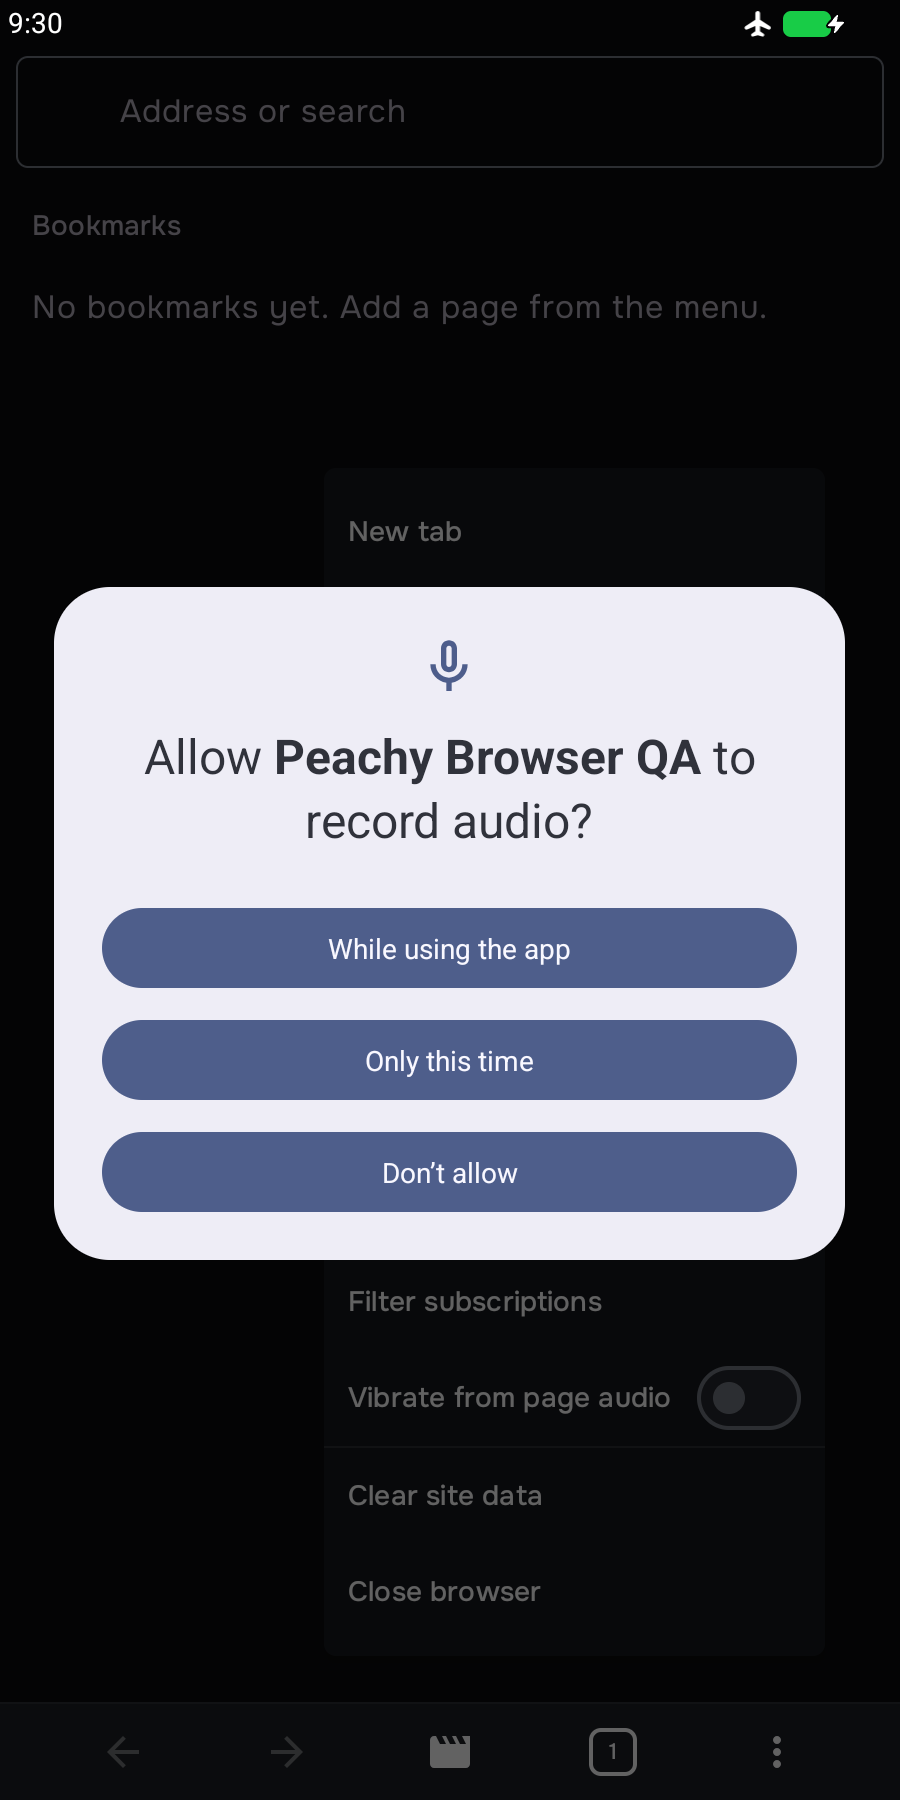 9:30
Address or search
Bookmarks
No bookmarks yet. Add a page from the menu.
New tab
Allow Peachy Browser QA to
record audio?
While using the app
Only this time
Don’t allow
Filter subscriptions
Vibrate from page audio
Clear site data
Close browser
1